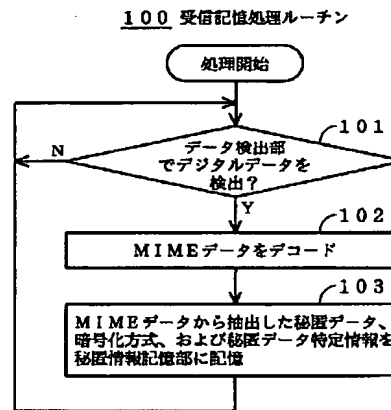 １００ 受信記憶処理ルーチン
処理開始
１０１
データ検出部
でデジタルデータを
検出？
N
Y
１０２
ＭＩＭＥデータをデコード
１０３
ＭＩＭＥデータから抽出した秘匿データ、
暗号化方式、および秘匿データ特定情報を
秘匿情報記憶部に記憶